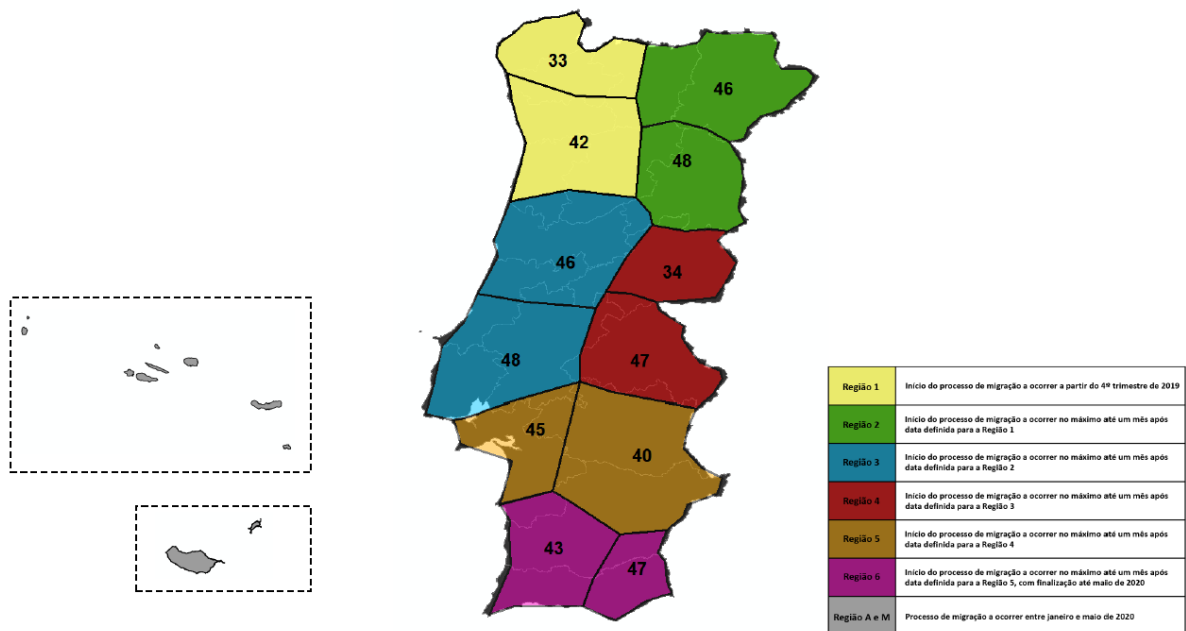 33
46
42
48
46
34
48
47
45
40
43
47
Região 1
Início do processo de migração a ocorrer a partir do 4º trimestre de 2019
Região 2
Início do processo de migração a ocorrer no máximo até um mês após
data definida para a Região 1
Região 3
Início do processo de migração a ocorrer no máximo até um mês após
data definida para a Região 2
Região 4
Início do processo de migração a ocorrer no máximo até um mês após
data definida para a Região 3
Região 5
Início do processo de migração a ocorrer no máximo até um mês após
data definida para a Região 4
Região 6
Início do processo de migração a ocorrer no máximo até um mês após
data definida para a Região 5, com finalização até maio de 2020
Região A e M
Processo de migração a ocorrer entre janeiro e maio de 2020